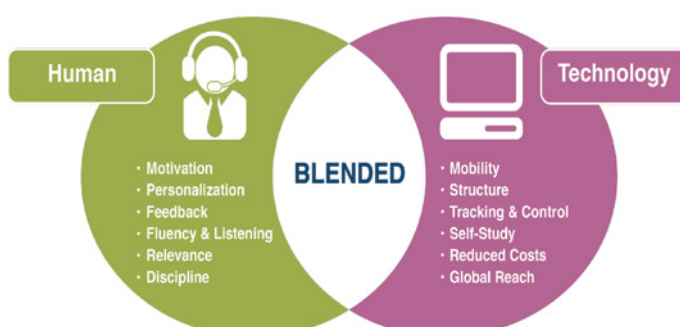 Human
Technology
BLENDED
· Motivation
· Personalization
· Feedback
· Fluency & Listening
· Relevance
· Discipline
· Mobility
· Structure
· Tracking & Control
· Self-Study
· Reduced Costs
· Global Reach